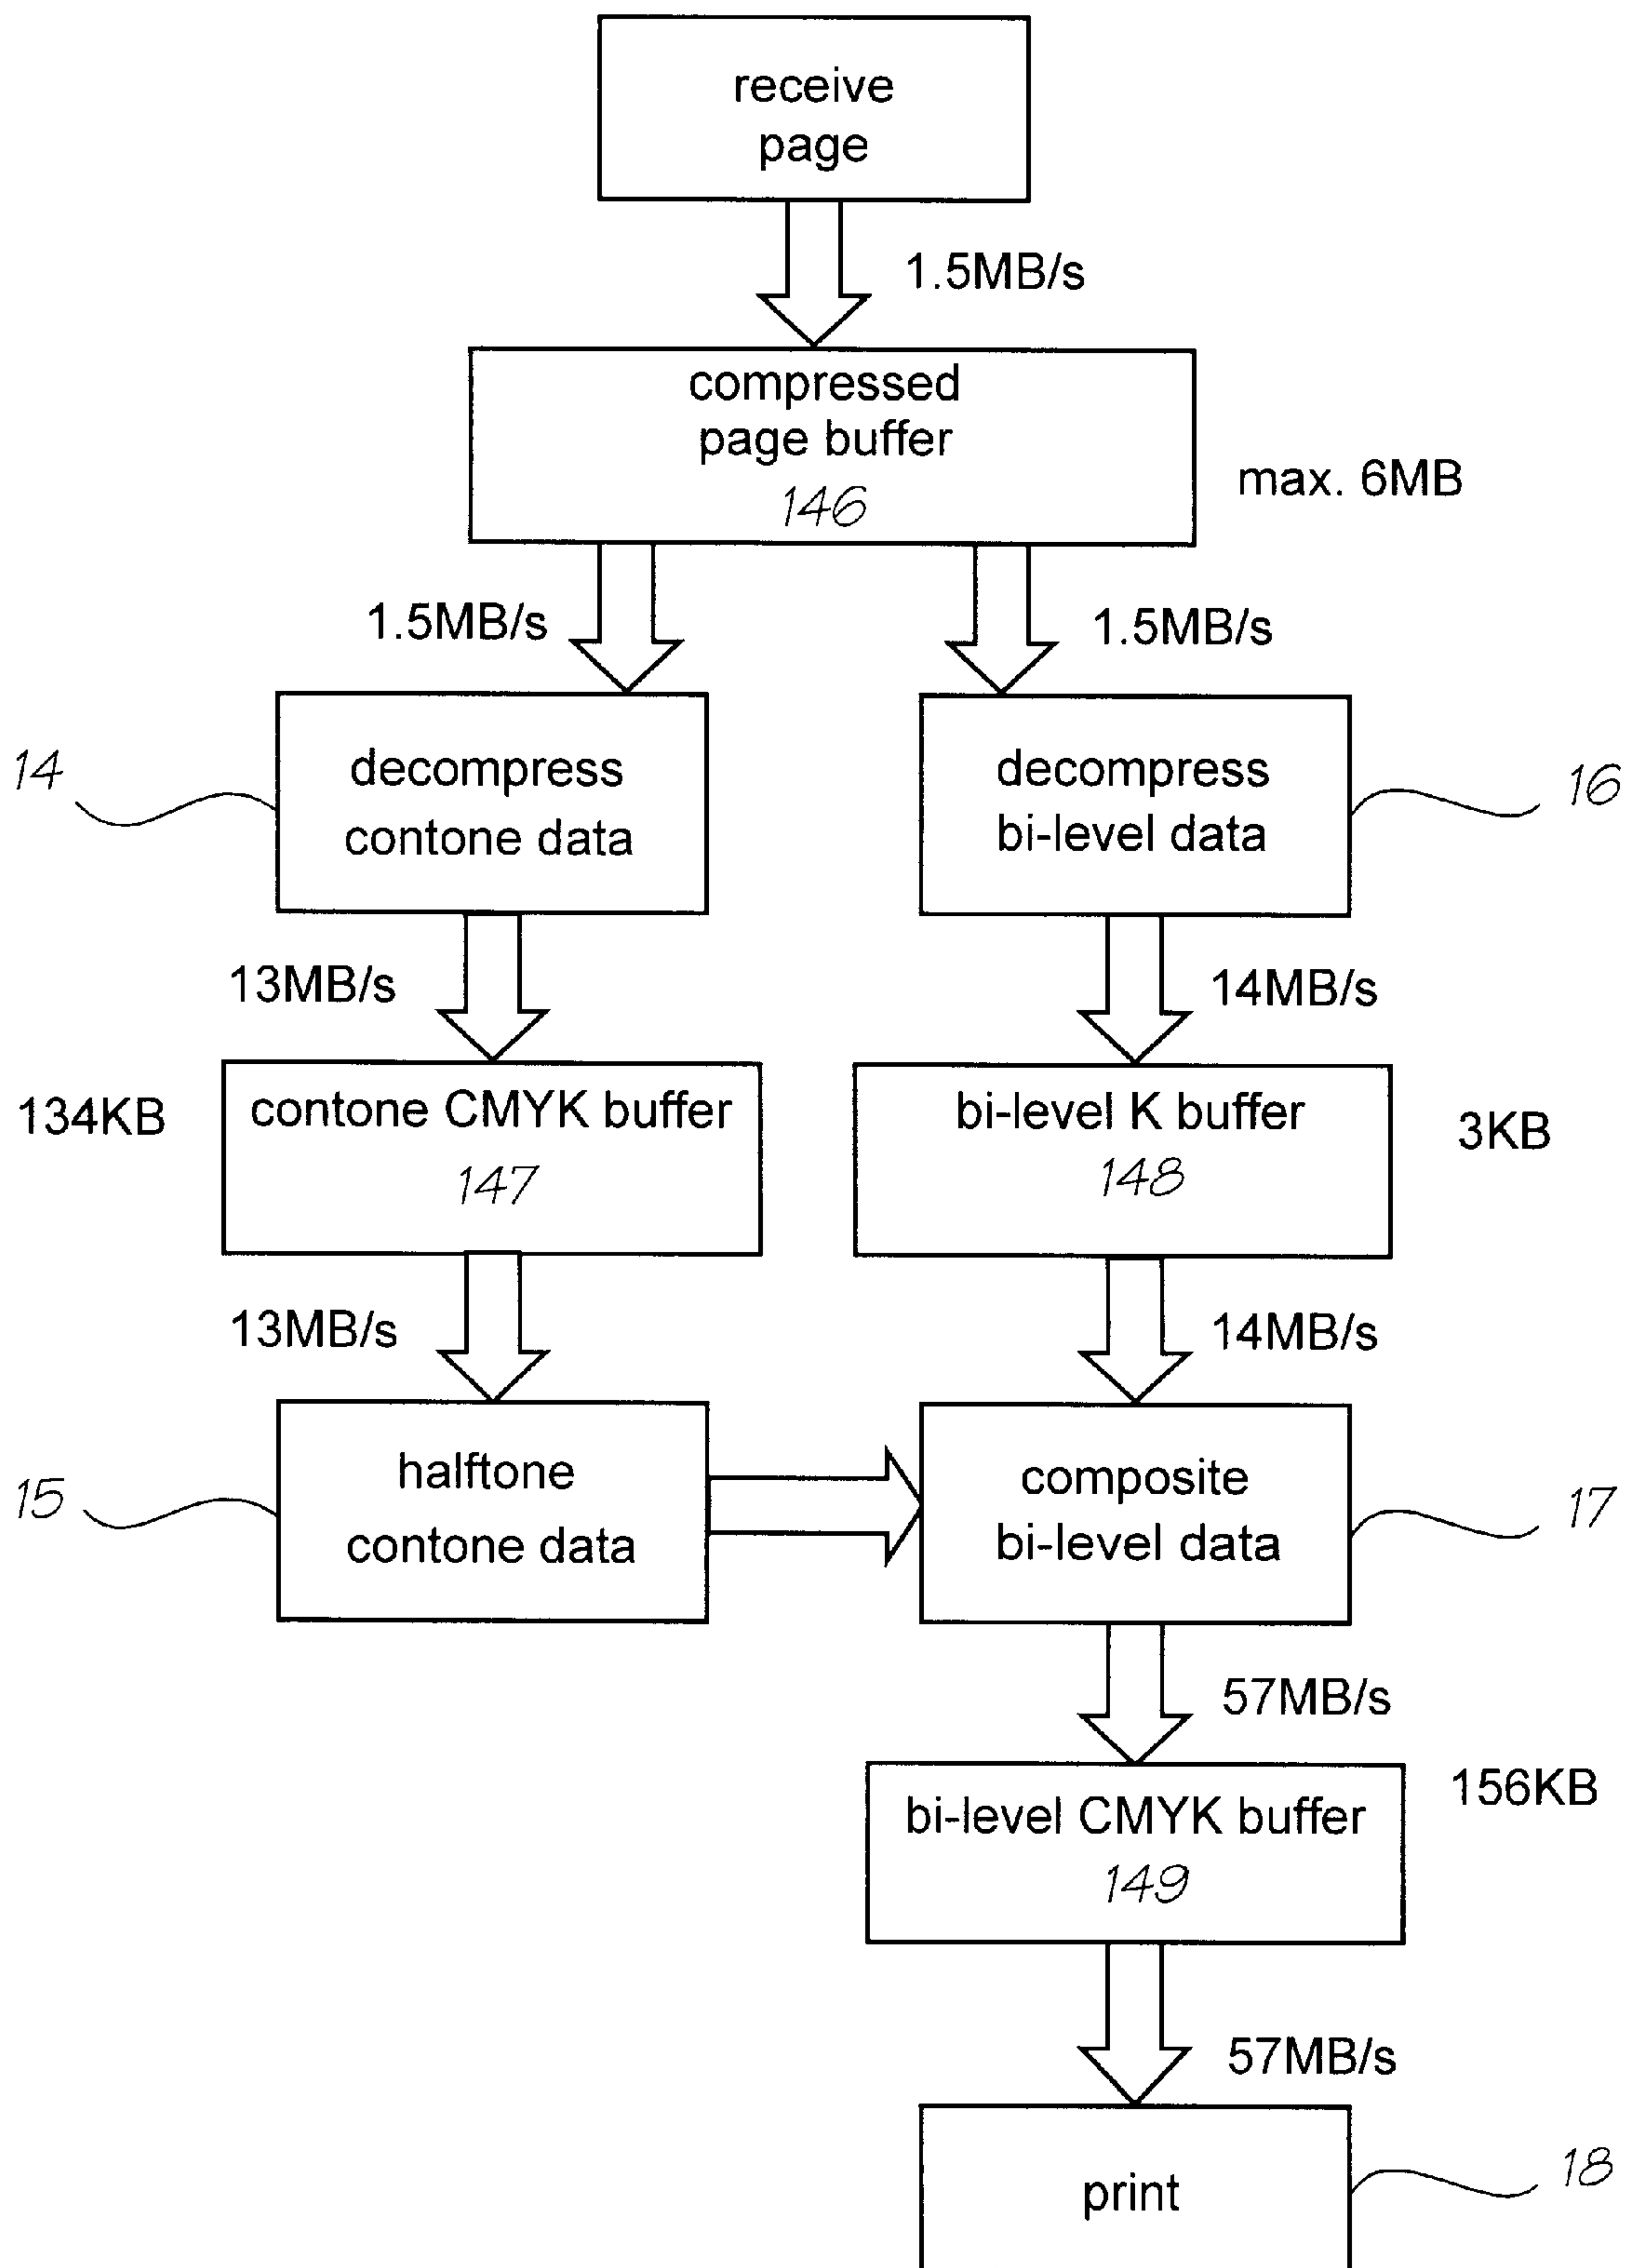 receive
page
1.5MB/s
compressed
page buffer
146
max. 6MB
1.5MB/s
1.5MB/s
14
decompress
contone data
decompress
bi-level data
16
13MB/s
14MB/s
134KB
contone CMYK buffer
147
bi-level K buffer
148
3KB
13MB/s
14MB/s
15
halftone
contone data
composite
bi-level data
17
57MB/s
bi-level CMYK buffer
149
156KB
57MB/s
print
18